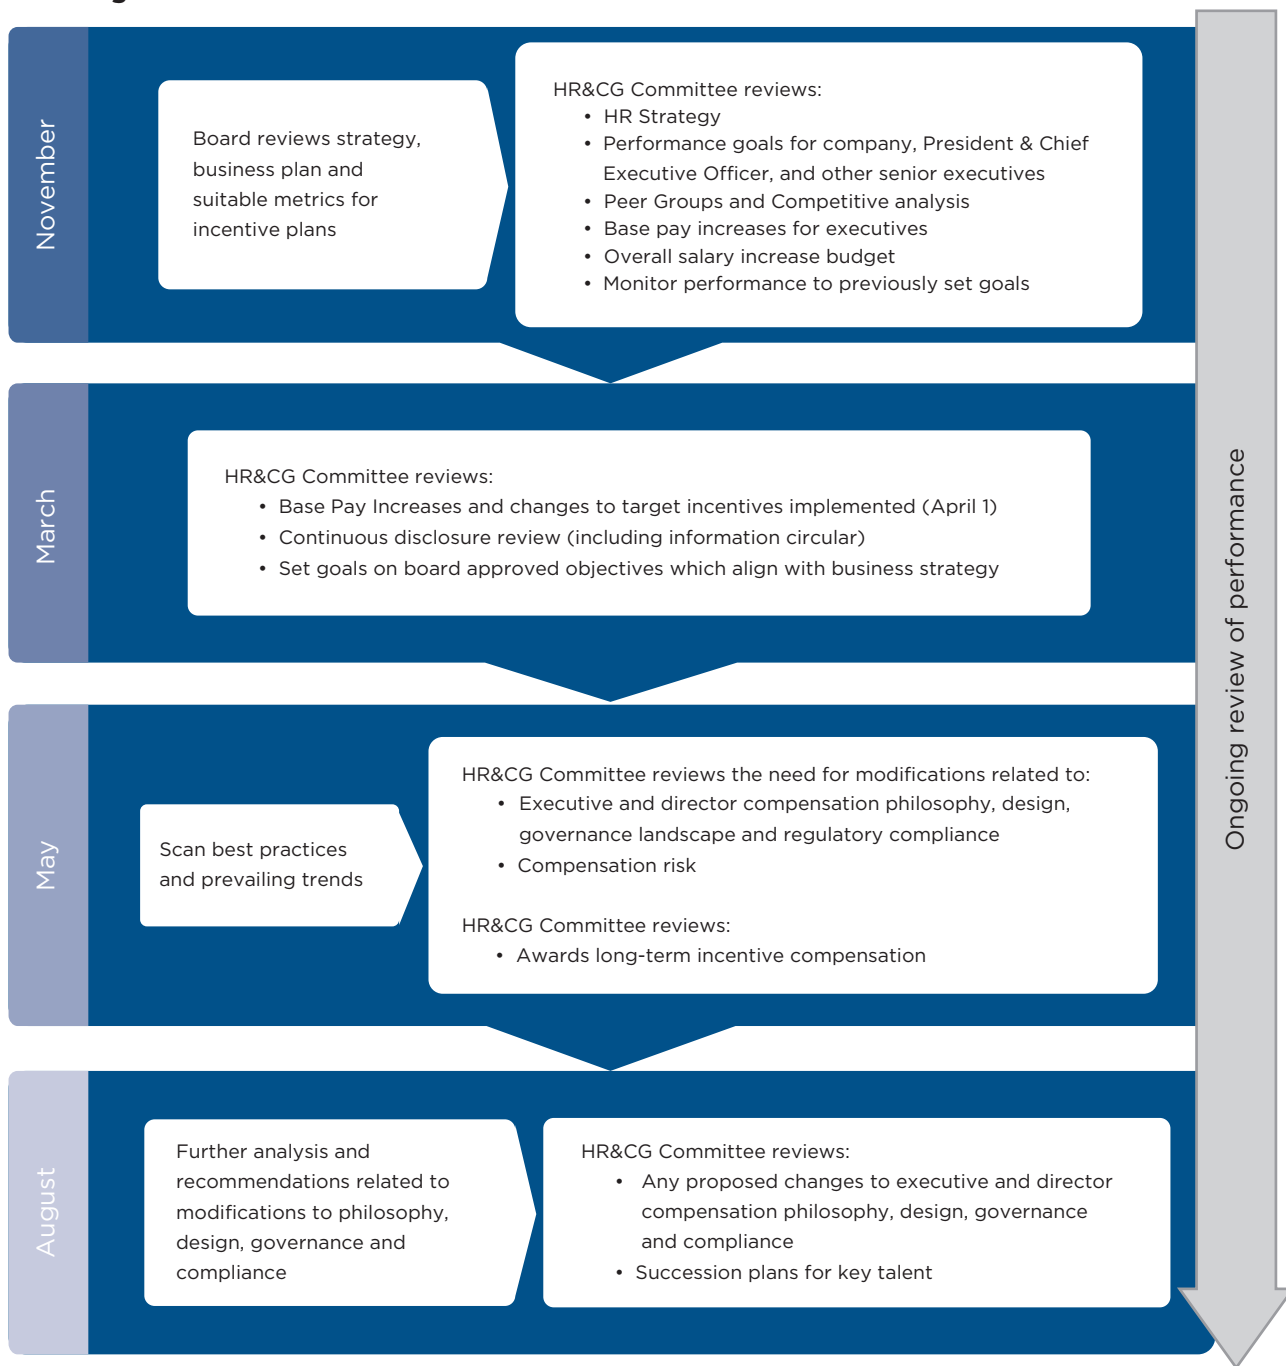 November
Board reviews strategy,
business plan and
suitable metrics for
incentive plans
HR&CG Committee reviews:
• HR Strategy
• Performance goals for company, President & Chief
Executive Officer, and other senior executives
• Peer Groups and Competitive analysis
• Base pay increases for executives
• Overall salary increase budget
• Monitor performance to previously set goals
March
HR&CG Committee reviews:
• Base Pay Increases and changes to target incentives implemented (April 1)
• Continuous disclosure review (including information circular)
• Set goals on board approved objectives which align with business strategy
May
Scan best practices
and prevailing trends
HR&CG Committee reviews the need for modifications related to:
• Executive and director compensation philosophy, design,
governance landscape and regulatory compliance
• Compensation risk
HR&CG Committee reviews:
• Awards long-term incentive compensation
August
Further analysis and
recommendations related to
modifications to philosophy,
design, governance and
compliance
HR&CG Committee reviews:
• Any proposed changes to executive and director
compensation philosophy, design, governance
and compliance
• Succession plans for key talent
Ongoing review of performance